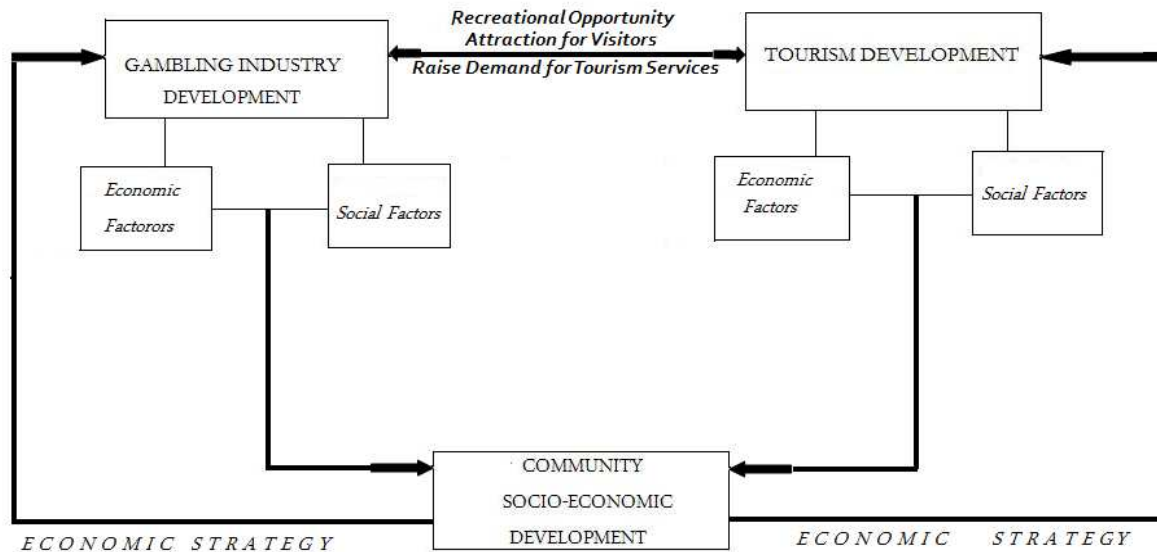 Recreational Opportunity
Attraction for Visitors
Raise Demand for Tourism Services
GAMBLING INDUSTRY
DEVELOPMENT
TOURISM DEVELOPMENT
Economic
Factorors
Social Factors
Economic
Factors
Social Factors
COMMUNITY
SOCIO-ECONOMIC
DEVELOPMENT
ECONOMIC STRATEGY
ECONOMIC STRATEGY